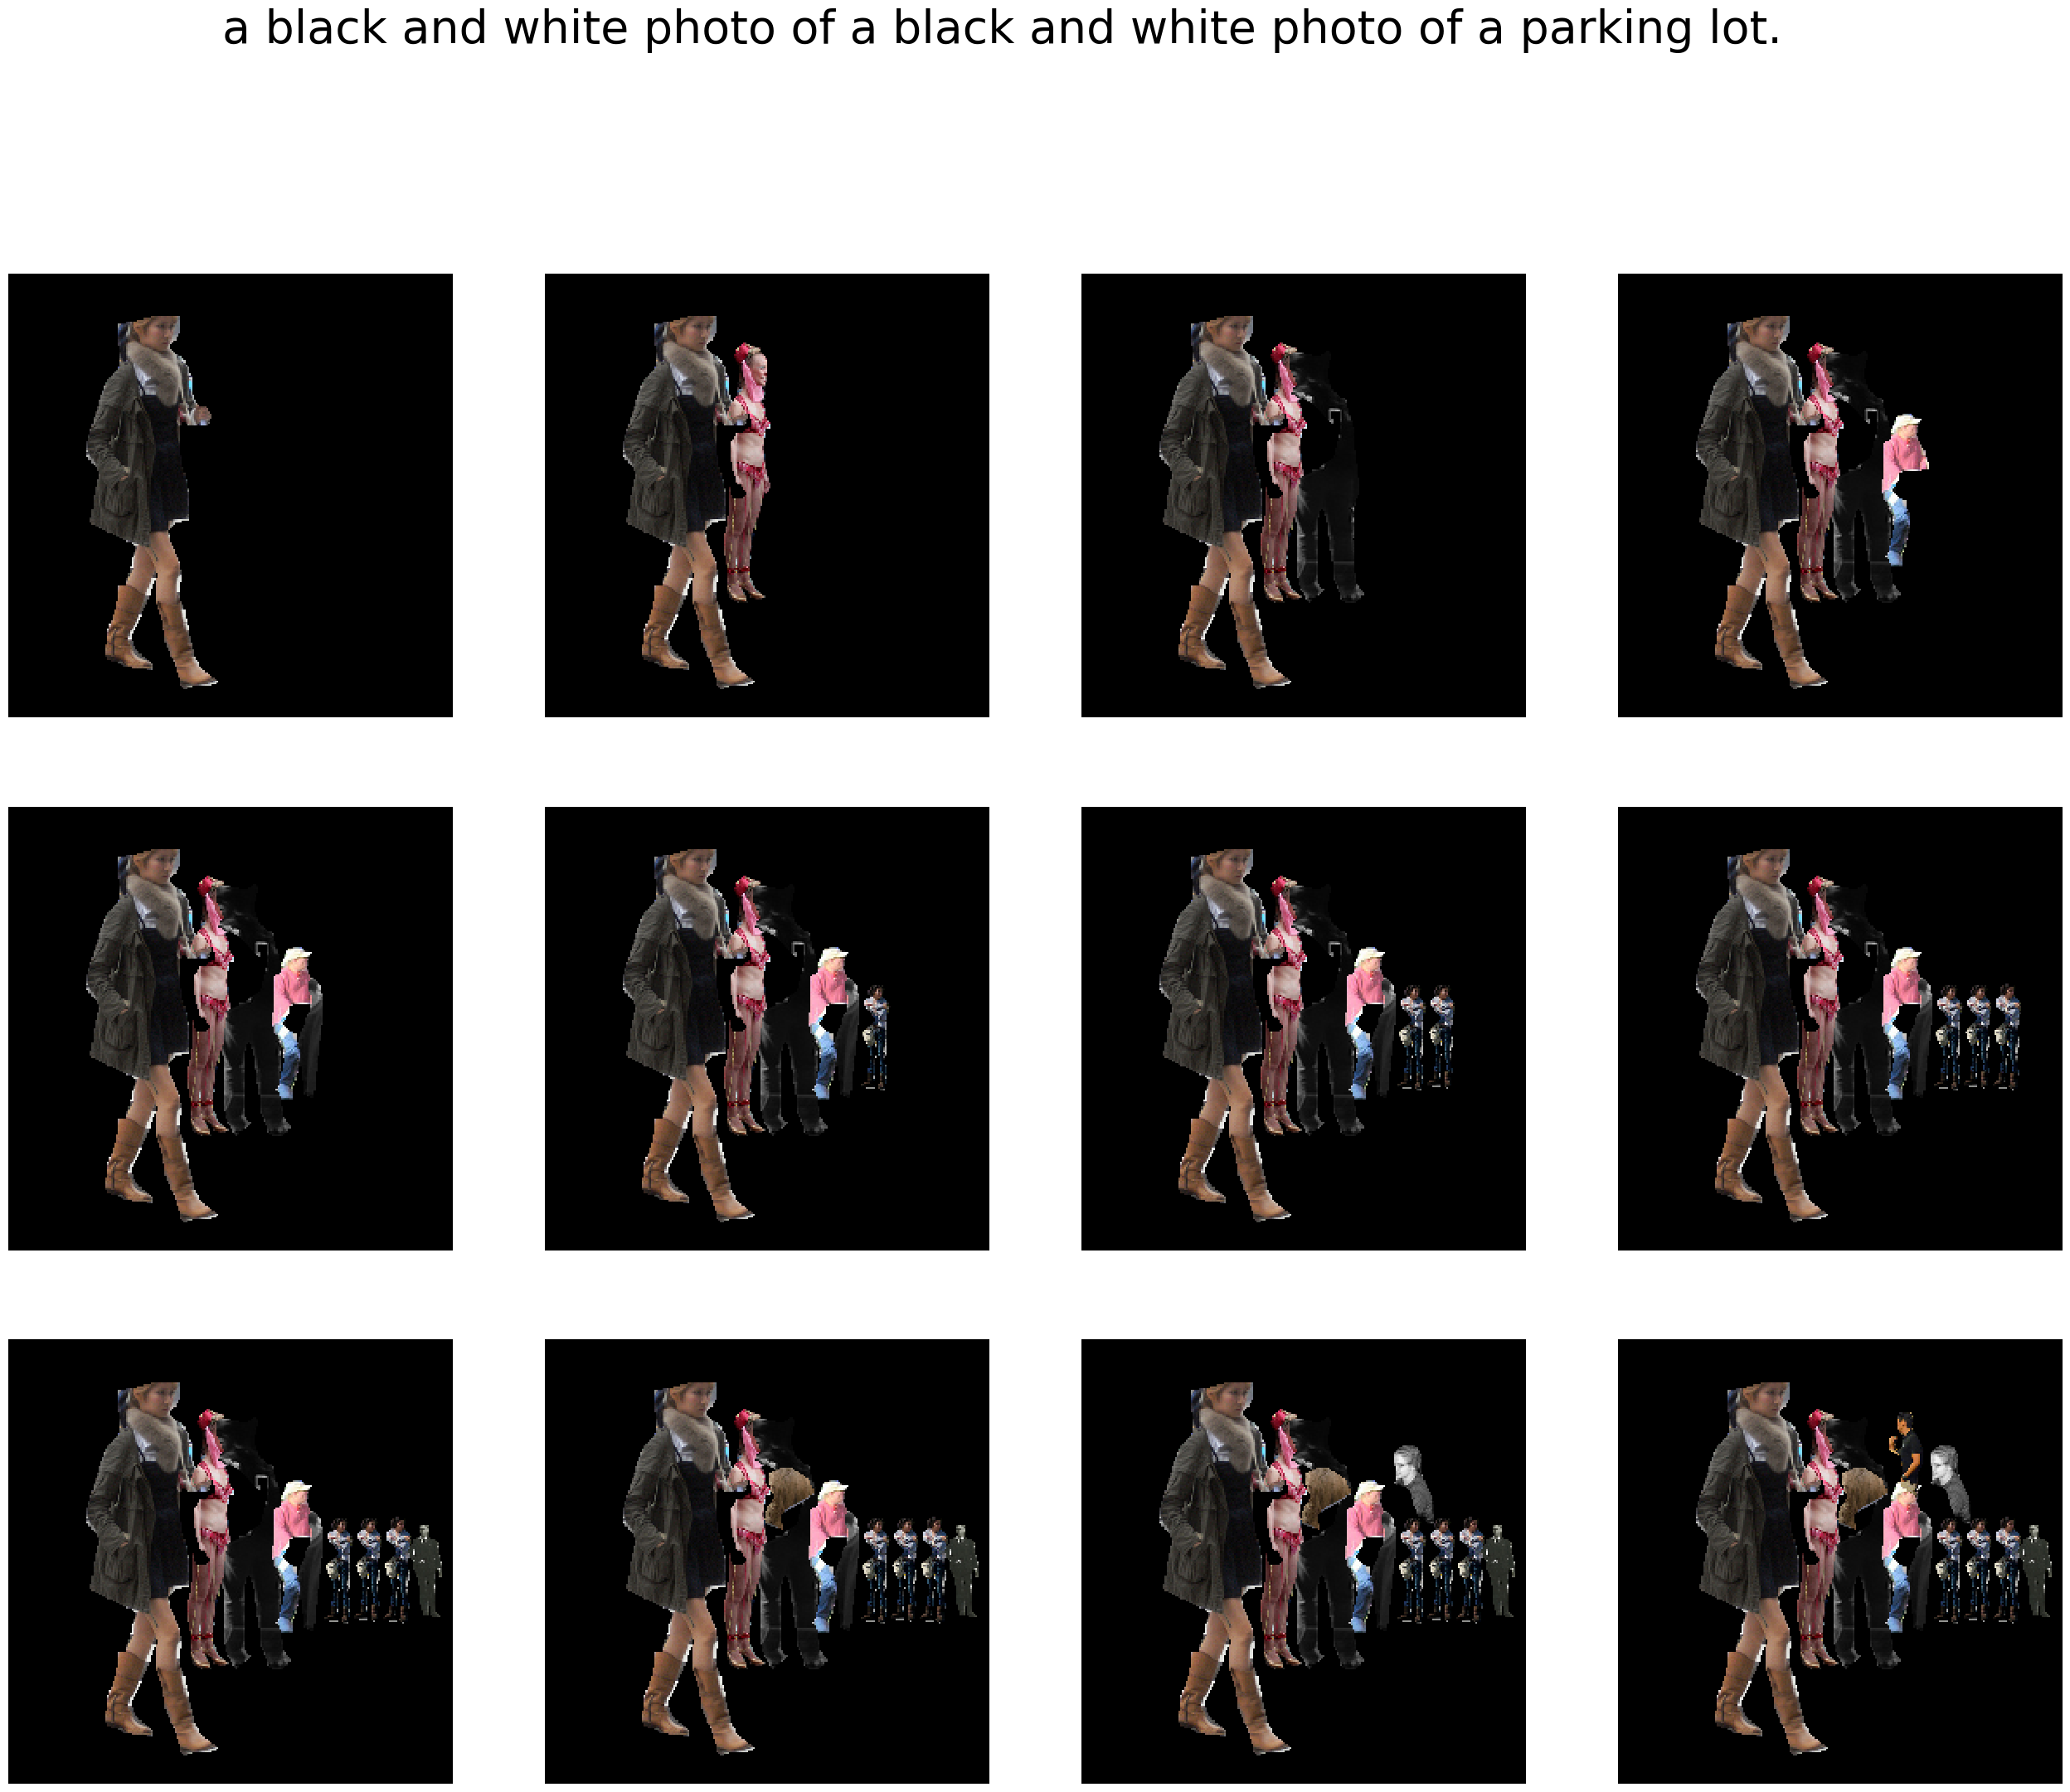 a black and white photo of a black and white photo of a parking lot.